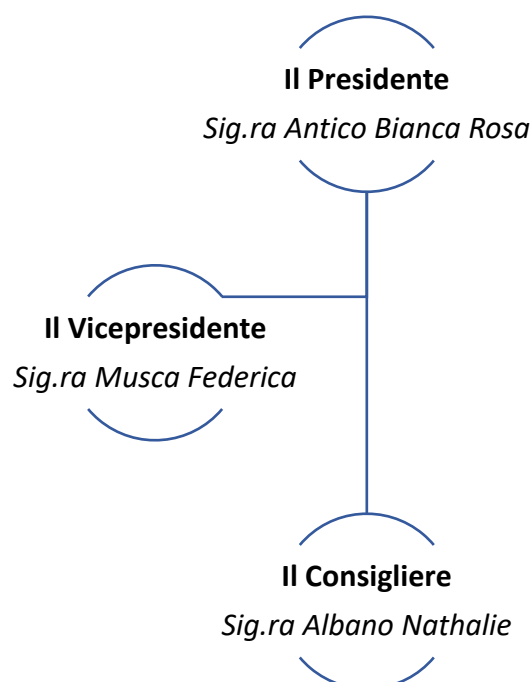 Il Presidente
Sig.ra Antico Bianca Rosa
Il Vicepresidente
Sig.ra Musca Federica
Il Consigliere
Sig.ra Albano Nathalie